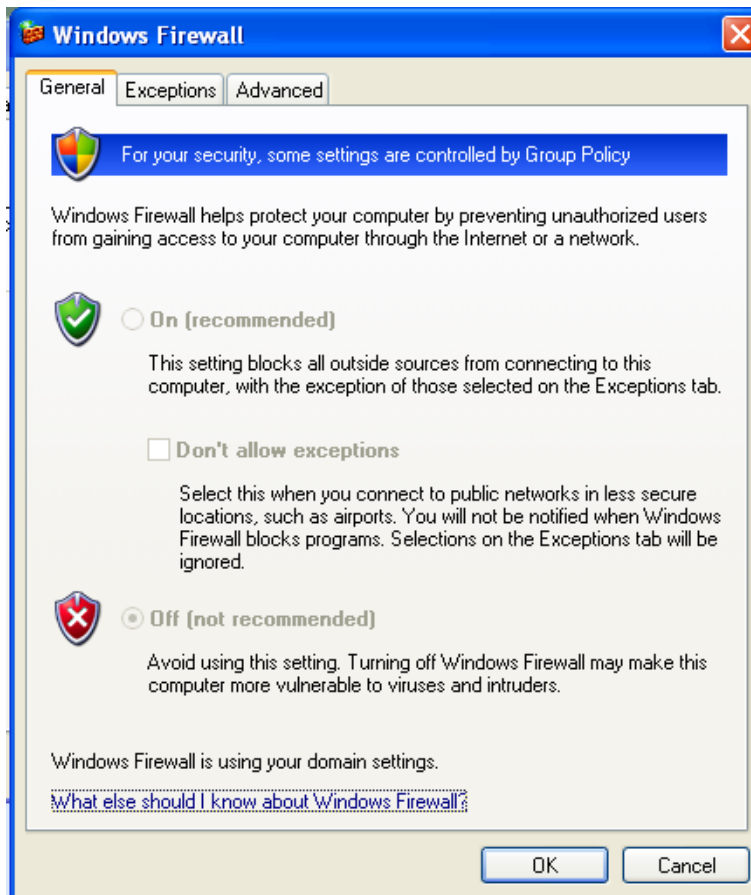 Windows Firewall
General
Exceptions
Advanced
For your security, some settings are controlled by Group Policy
Windows Firewall helps protect your computer by preventing unauthorized users
from gaining access to your computer through the Internet or a network.
On (recommended)
This setting blocks all outside sources from connecting to this
computer, with the exception of those selected on the Exceptions tab.
Don't allow exceptions
Select this when you connect to public networks in less secure
locations, such as airports. You will not be notified when Windows
Firewall blocks programs. Selections on the Exceptions tab will be
ignored.
Off (not recommended)
Avoid using this setting. Turning off Windows Firewall may make this
computer more vulnerable to viruses and intruders.
Windows Firewall is using your domain settings.
What else should I know about Windows Firewall?
OK
Cancel